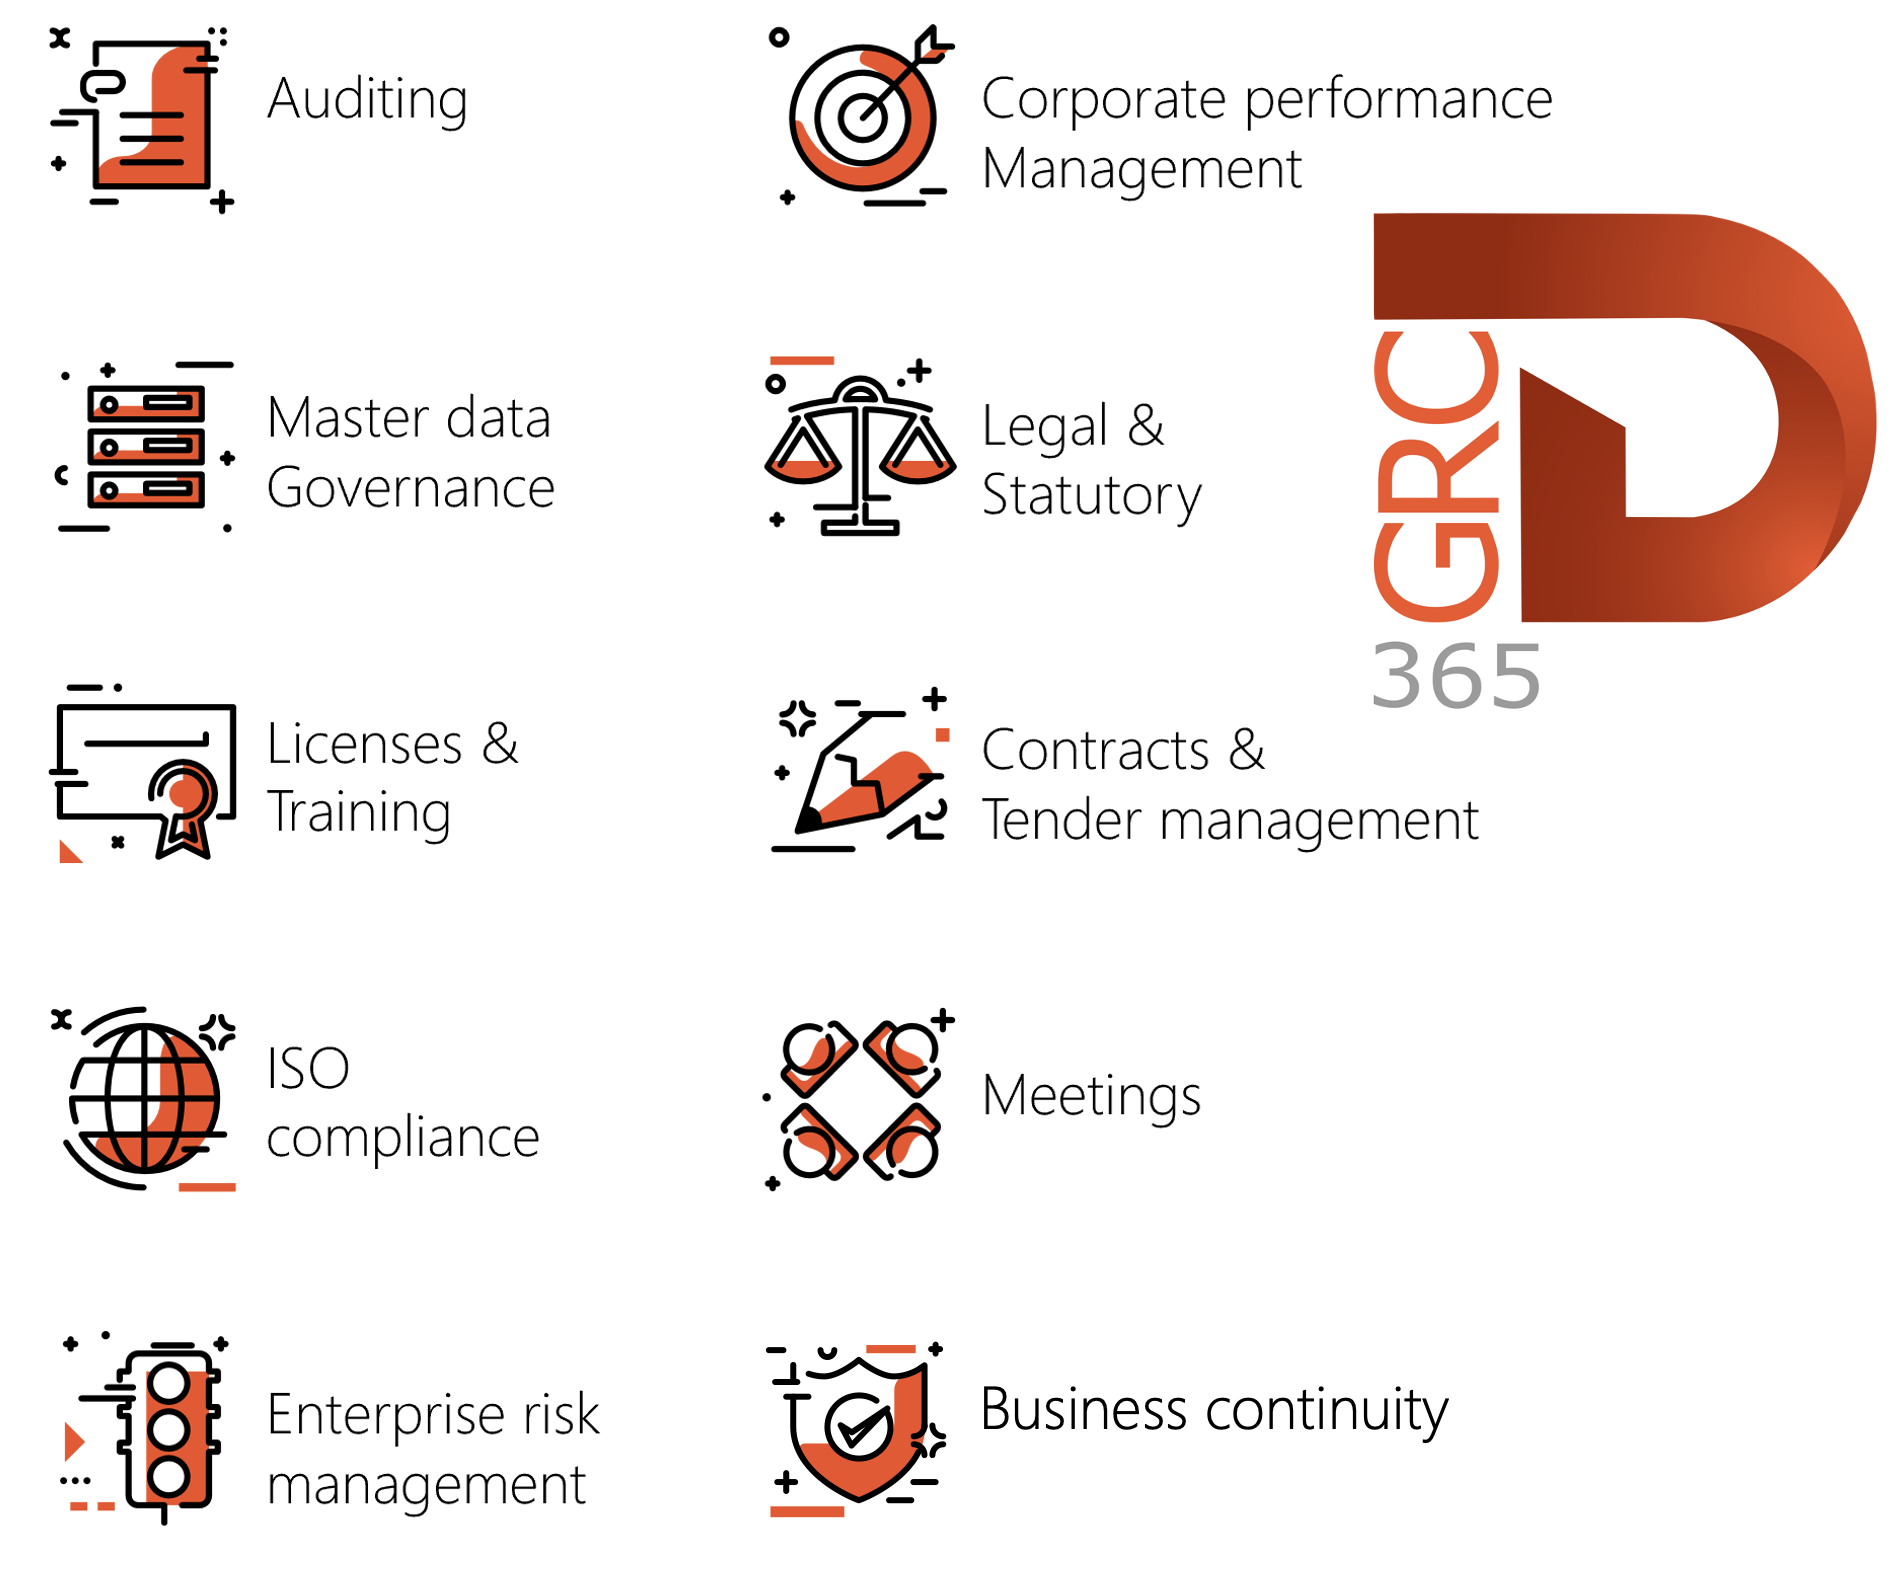 Auditing
Corporate performance
Management
Master data
Governance
Legal &
Statutory
GRC
365
Licenses &
Training
Contracts &
Tender management
ISO
compliance
Meetings
Enterprise risk
management
Business continuity